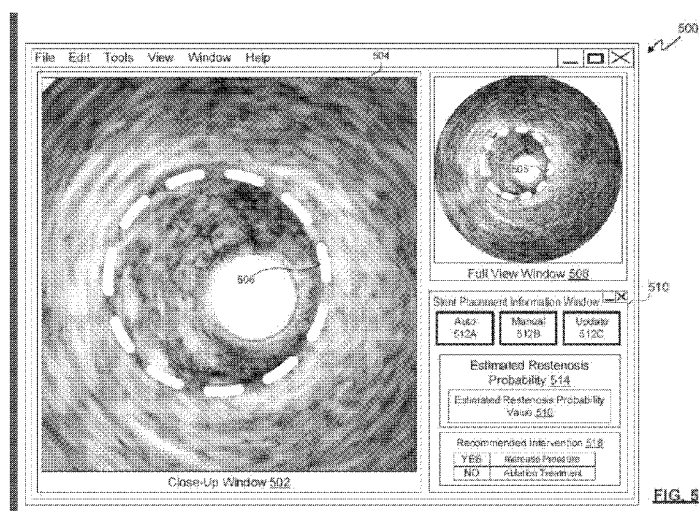 500
File Edit Tools View Window Help
504
506
Close-Up Window 502
505
Full View Window 508
510
Stent Placement Information Window
Auto 512A
Manual 512B
Update 512C
Estimated Restenosis
Probability 514
Estimated Restenosis Probability
Value 510
Recommended Intervention 518
YES Increase Pressure
NO Ablation Treatment
FIG. 5